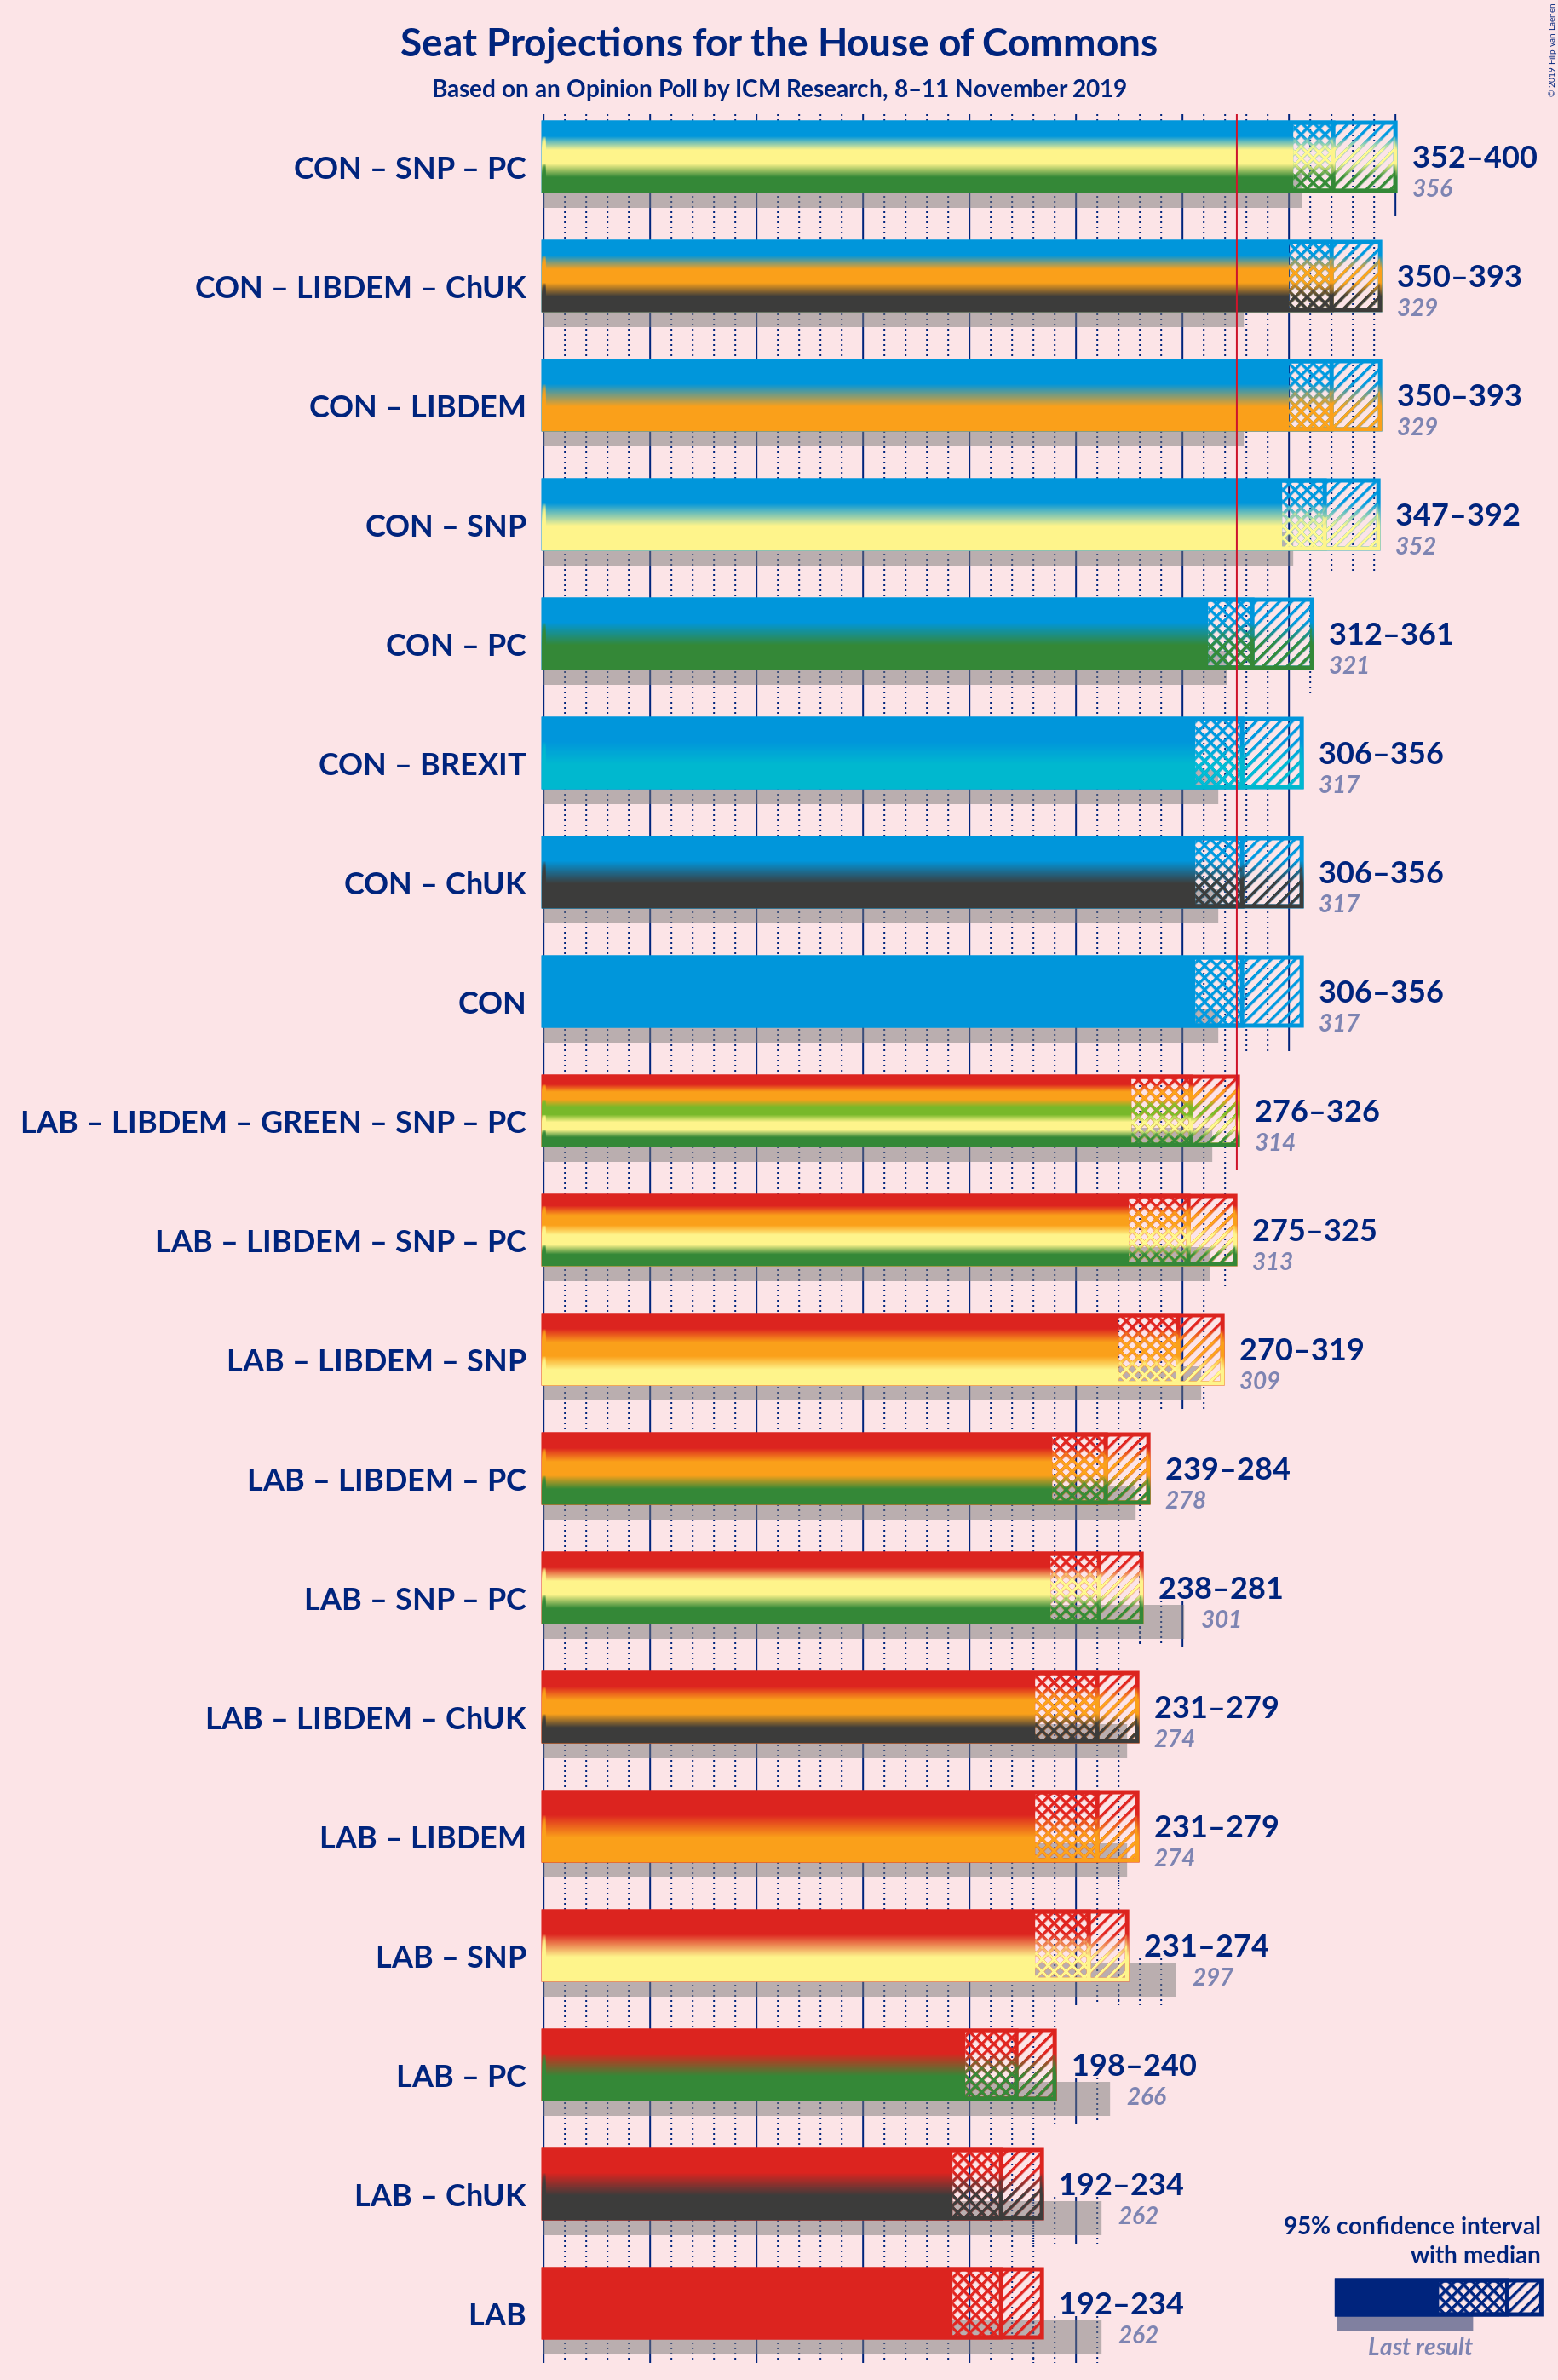 © 2019 Filip van Laenen
Seat Projections for the House of Commons
Based on an Opinion Poll by ICM Research, 8–11 November 2019
CON – SNP – PC
352–400
356
CON – LIBDEM – ChUK
350–393
329
CON – LIBDEM
350–393
329
CON – SNP
347–392
352
CON – PC
312–361
321
CON – BREXIT
306–356
317
CON – ChUK
306–356
317
CON
306–356
317
LAB – LIBDEM – GREEN – SNP – PC
276–326
314
LAB – LIBDEM – SNP – PC
275–325
313
LAB – LIBDEM – SNP
270–319
309
LAB – LIBDEM – PC
239–284
278
LAB – SNP – PC
238–281
301
LAB – LIBDEM – ChUK
231–279
274
LAB – LIBDEM
231–279
274
LAB – SNP
231–274
297
LAB – PC
198–240
266
LAB – ChUK
192–234
262
LAB
192–234
262
95% confidence interval
with median
Last result